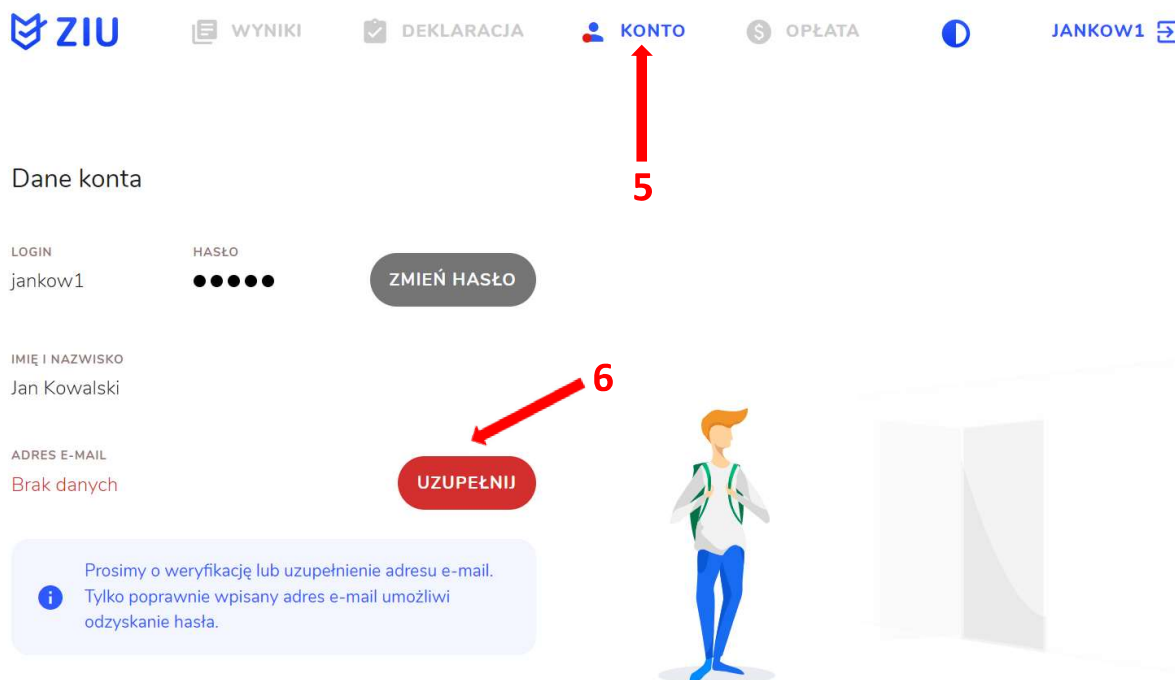 ZIU WYNIKI DEKLARACJA KONTO OPŁATA JANKOW1
5
Dane konta
LOGIN HASŁO
jankow1 ●●●●● ZMIEŃ HASŁO
IMIĘ I NAZWISKO
Jan Kowalski
6
ADRES E-MAIL
Brak danych UZUPEŁNIJ
Prosimy o weryfikację lub uzupełnienie adresu e-mail.
Tylko poprawnie wpisany adres e-mail umożliwi
odzyskanie hasła.